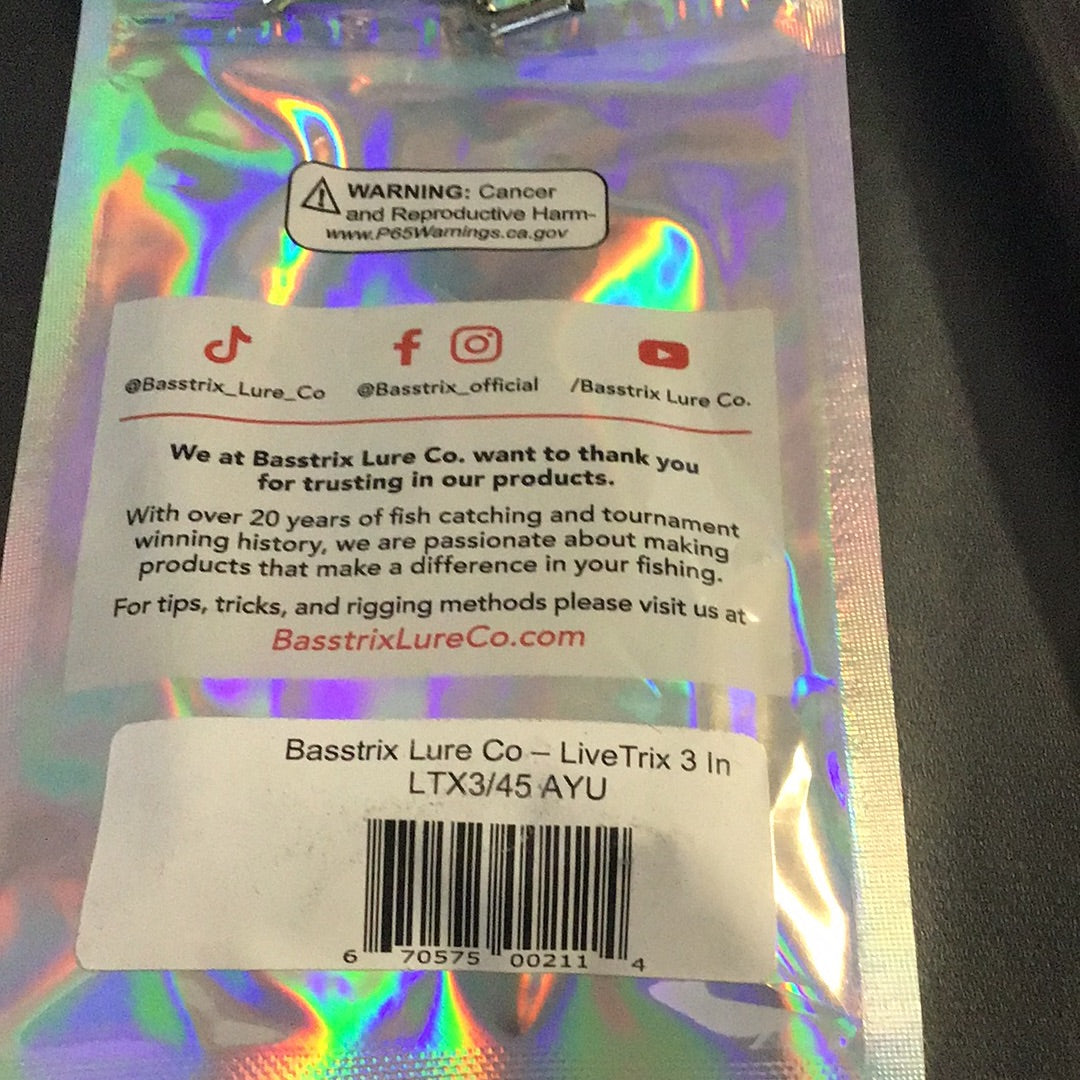 WARNING: Cancer
and Reproductive Harm-
www.P65Warnings.ca.gov
@Basstrix_Lure_Co @Basstrix_official /Basstrix Lure Co.
We at Basstrix Lure Co. want to thank you
for trusting in our products.
With over 20 years of fish catching and tournament
winning history, we are passionate about making
products that make a difference in your fishing.
For tips, tricks, and rigging methods please visit us at
BasstrixLureCo.com
Basstrix Lure Co – LiveTrix 3 In
LTX3/45 AYU
6 70575 00211 4